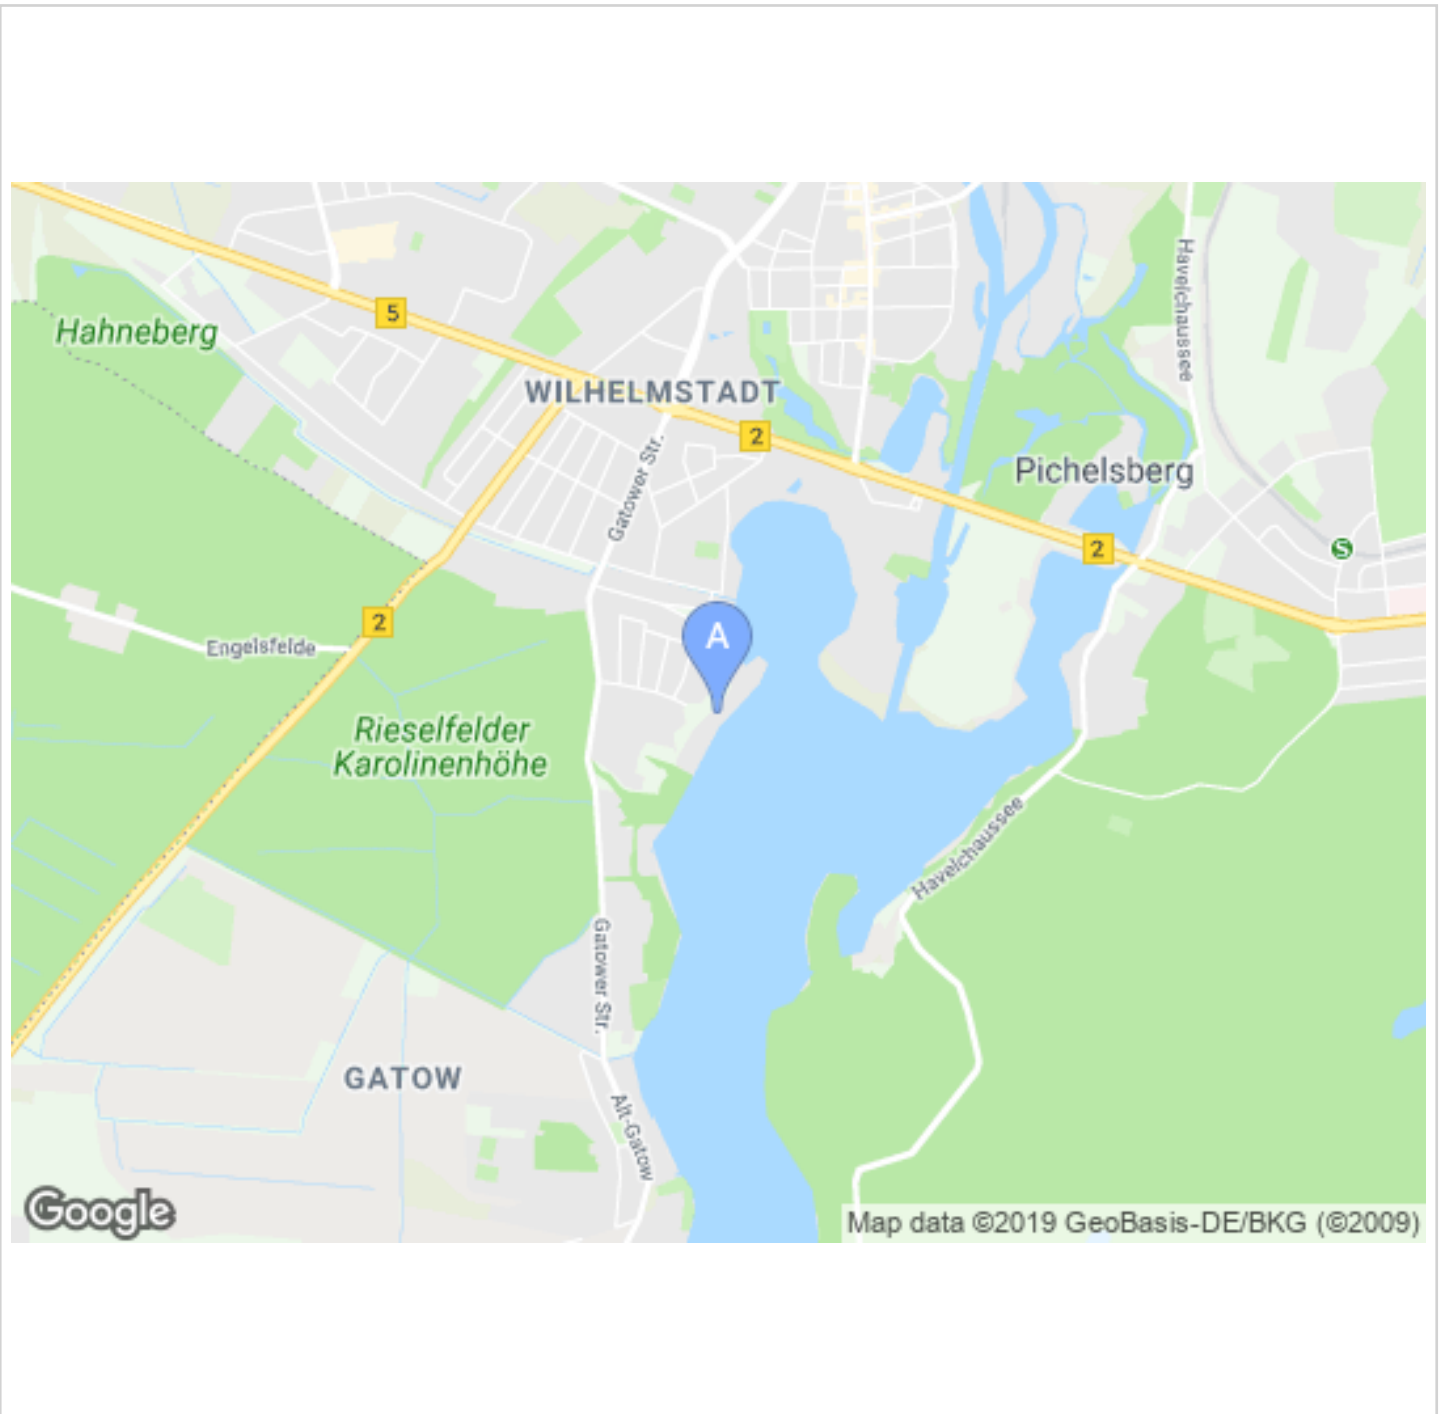 Havelchaussee
5
Hahneberg
WILHELMSTADT
2
Gatower Str.
Pichelsberg
2
S
2
A
Engelsfelde
Rieselfelder
Karolinenhöhe
Havelchaussee
Gatower Str.
GATOW
Alt-Gatow
Google
Map data ©2019 GeoBasis-DE/BKG (©2009)